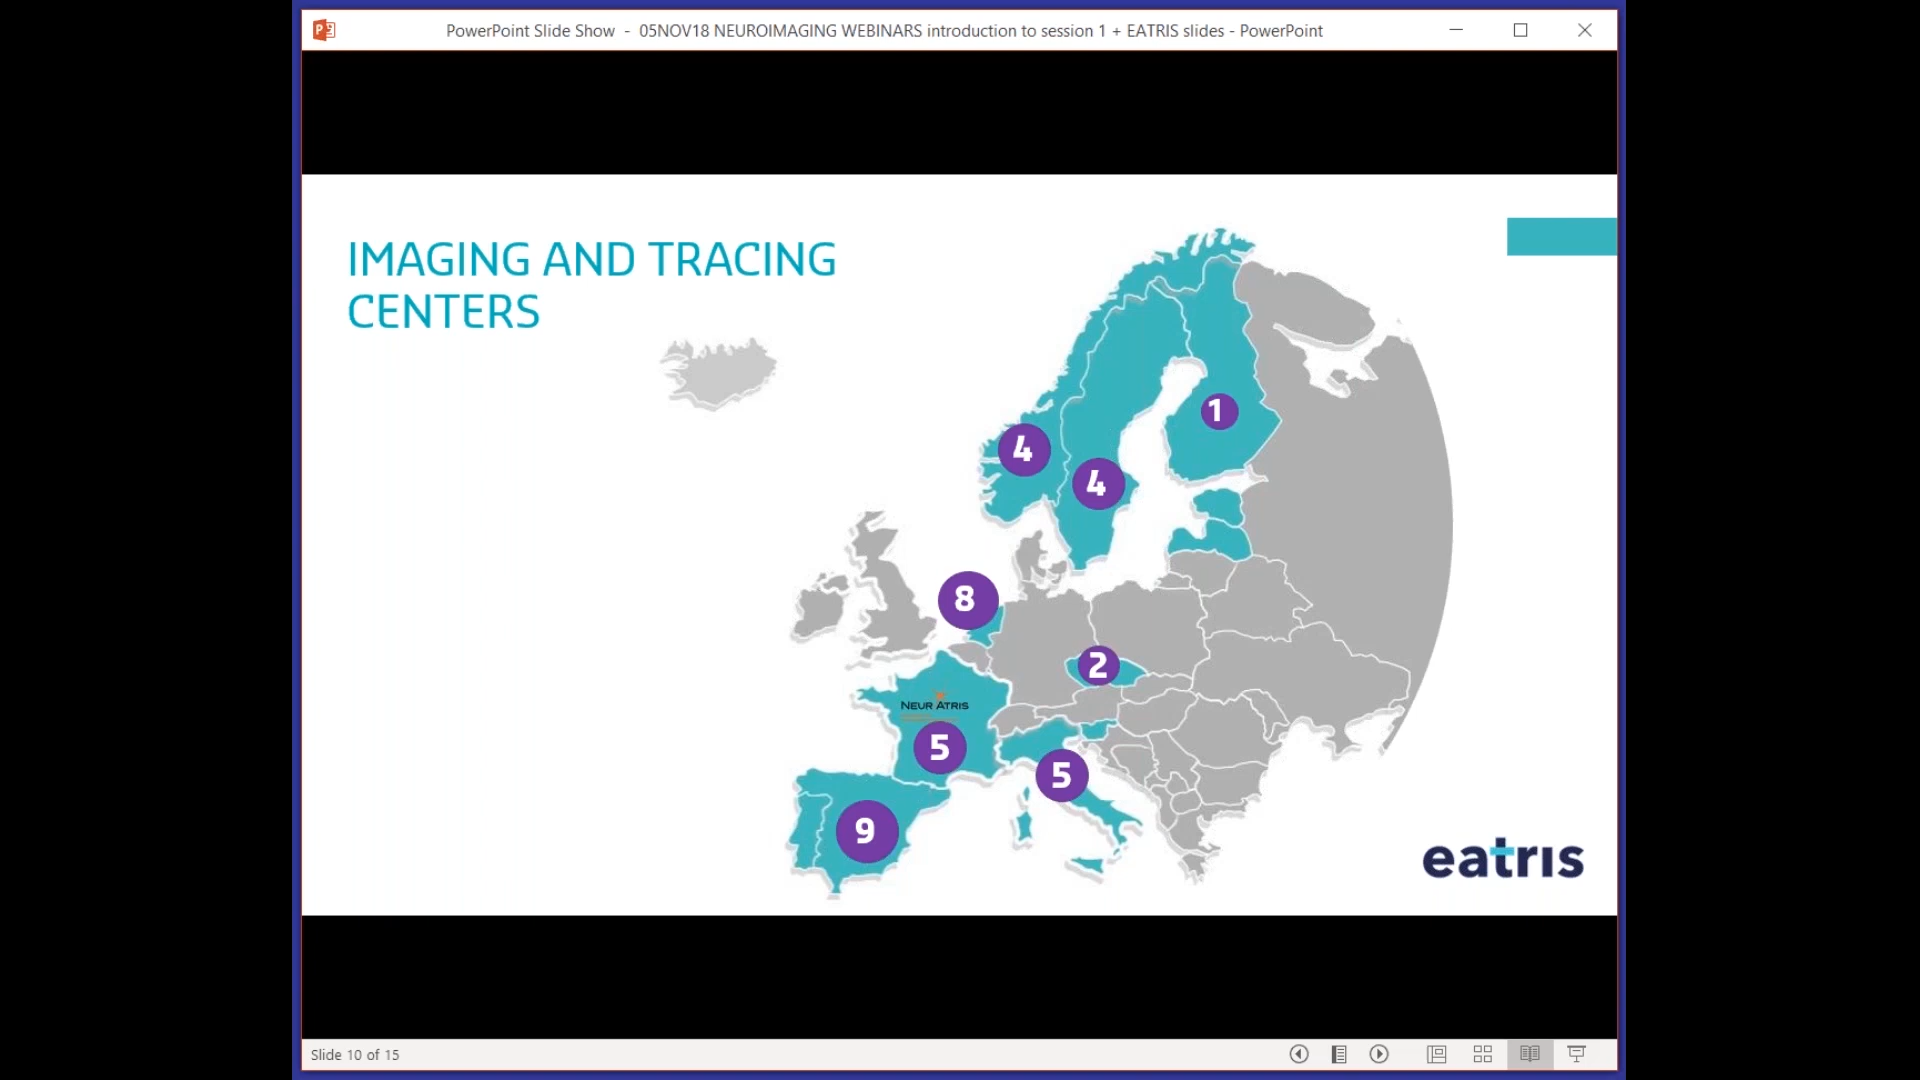 PowerPoint Slide Show - 05NOV18 NEUROIMAGING WEBINARS introduction to session 1 + EATRIS slides - PowerPoint
IMAGING AND TRACING
CENTERS
1
4
4
8
2
NEUR ATRIS
5
5
9
eatris
Slide 10 of 15